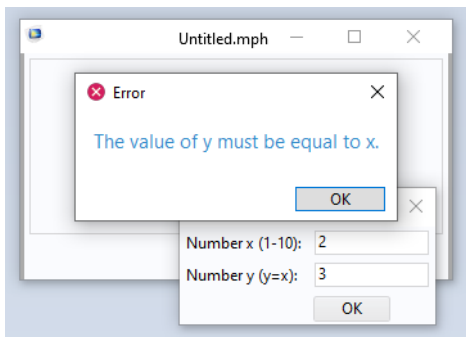 Untitled.mph
Error
The value of y must be equal to x.
OK
Number x (1-10): 2
Number y (y=x): 3
OK